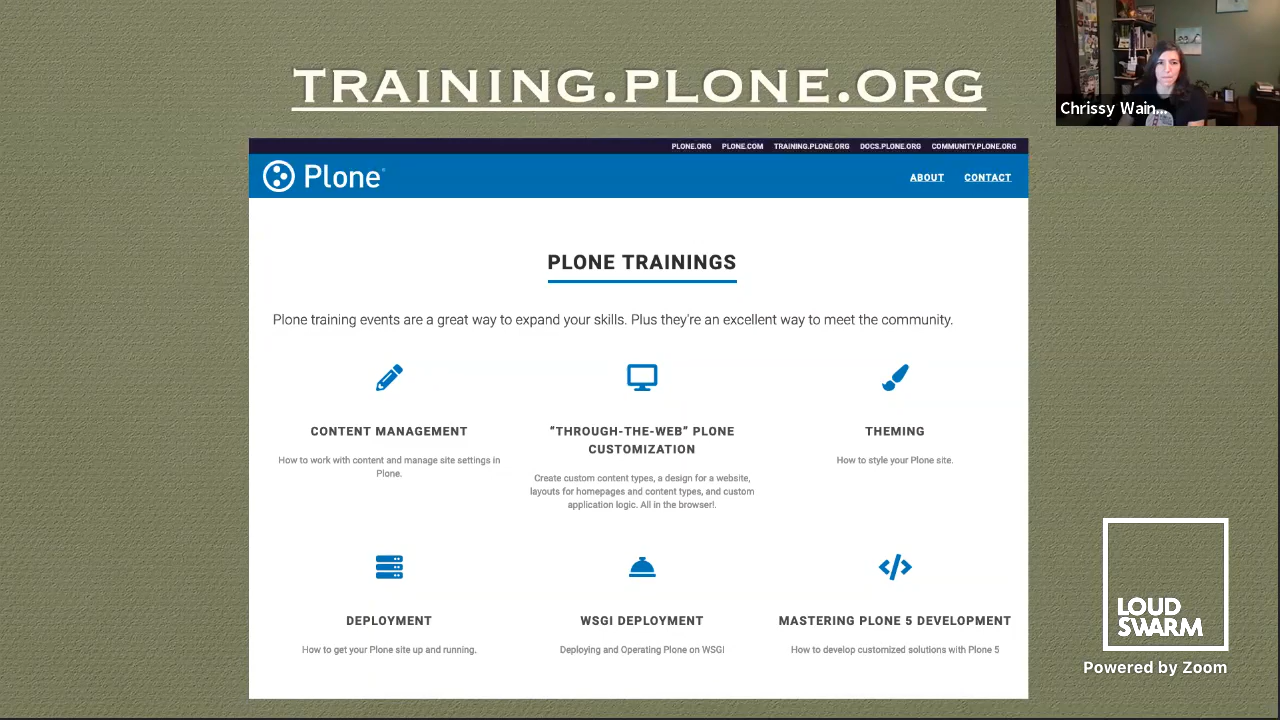 TRAINING.PLONE.ORG
Chrissy Wain...
PLONE.ORG PLONE.COM TRAINING.PLONE.ORG DOCS.PLONE.ORG COMMUNITY.PLONE.ORG
Plone®
ABOUT CONTACT
PLONE TRAININGS
Plone training events are a great way to expand your skills. Plus they're an excellent way to meet the community.
CONTENT MANAGEMENT
How to work with content and manage site settings in
Plone.
"THROUGH-THE-WEB" PLONE
CUSTOMIZATION
Create custom content types, a design for a website,
layouts for homepages and content types, and custom
application logic. All in the browser!.
THEMING
How to style your Plone site.
DEPLOYMENT
How to get your Plone site up and running.
WSGI DEPLOYMENT
Deploying and Operating Plone on WSGI
MASTERING PLONE 5 DEVELOPMENT
How to develop customized solutions with Plone 5
LOUD
SWARM
Powered by Zoom